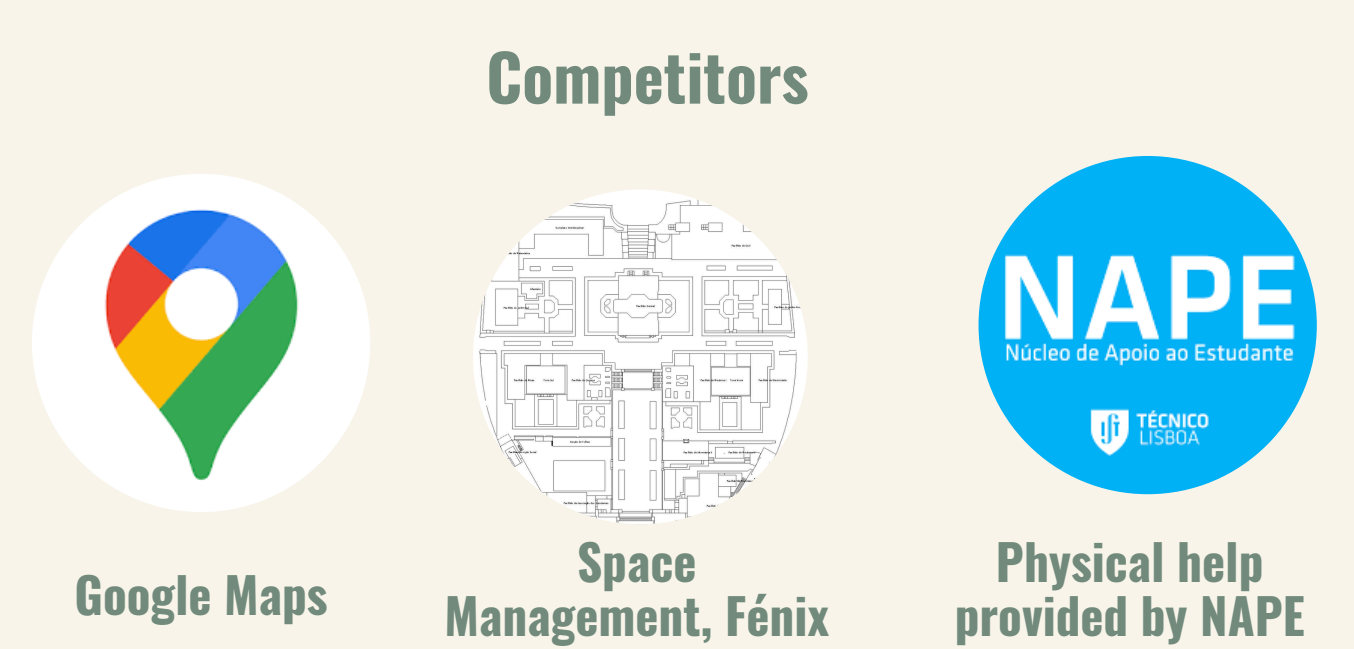 Competitors
NAPE
Núcleo de Apoio ao Estudante
TÉCNICO
LISBOA
Google Maps
Space
Management, Fénix
Physical help
provided by NAPE